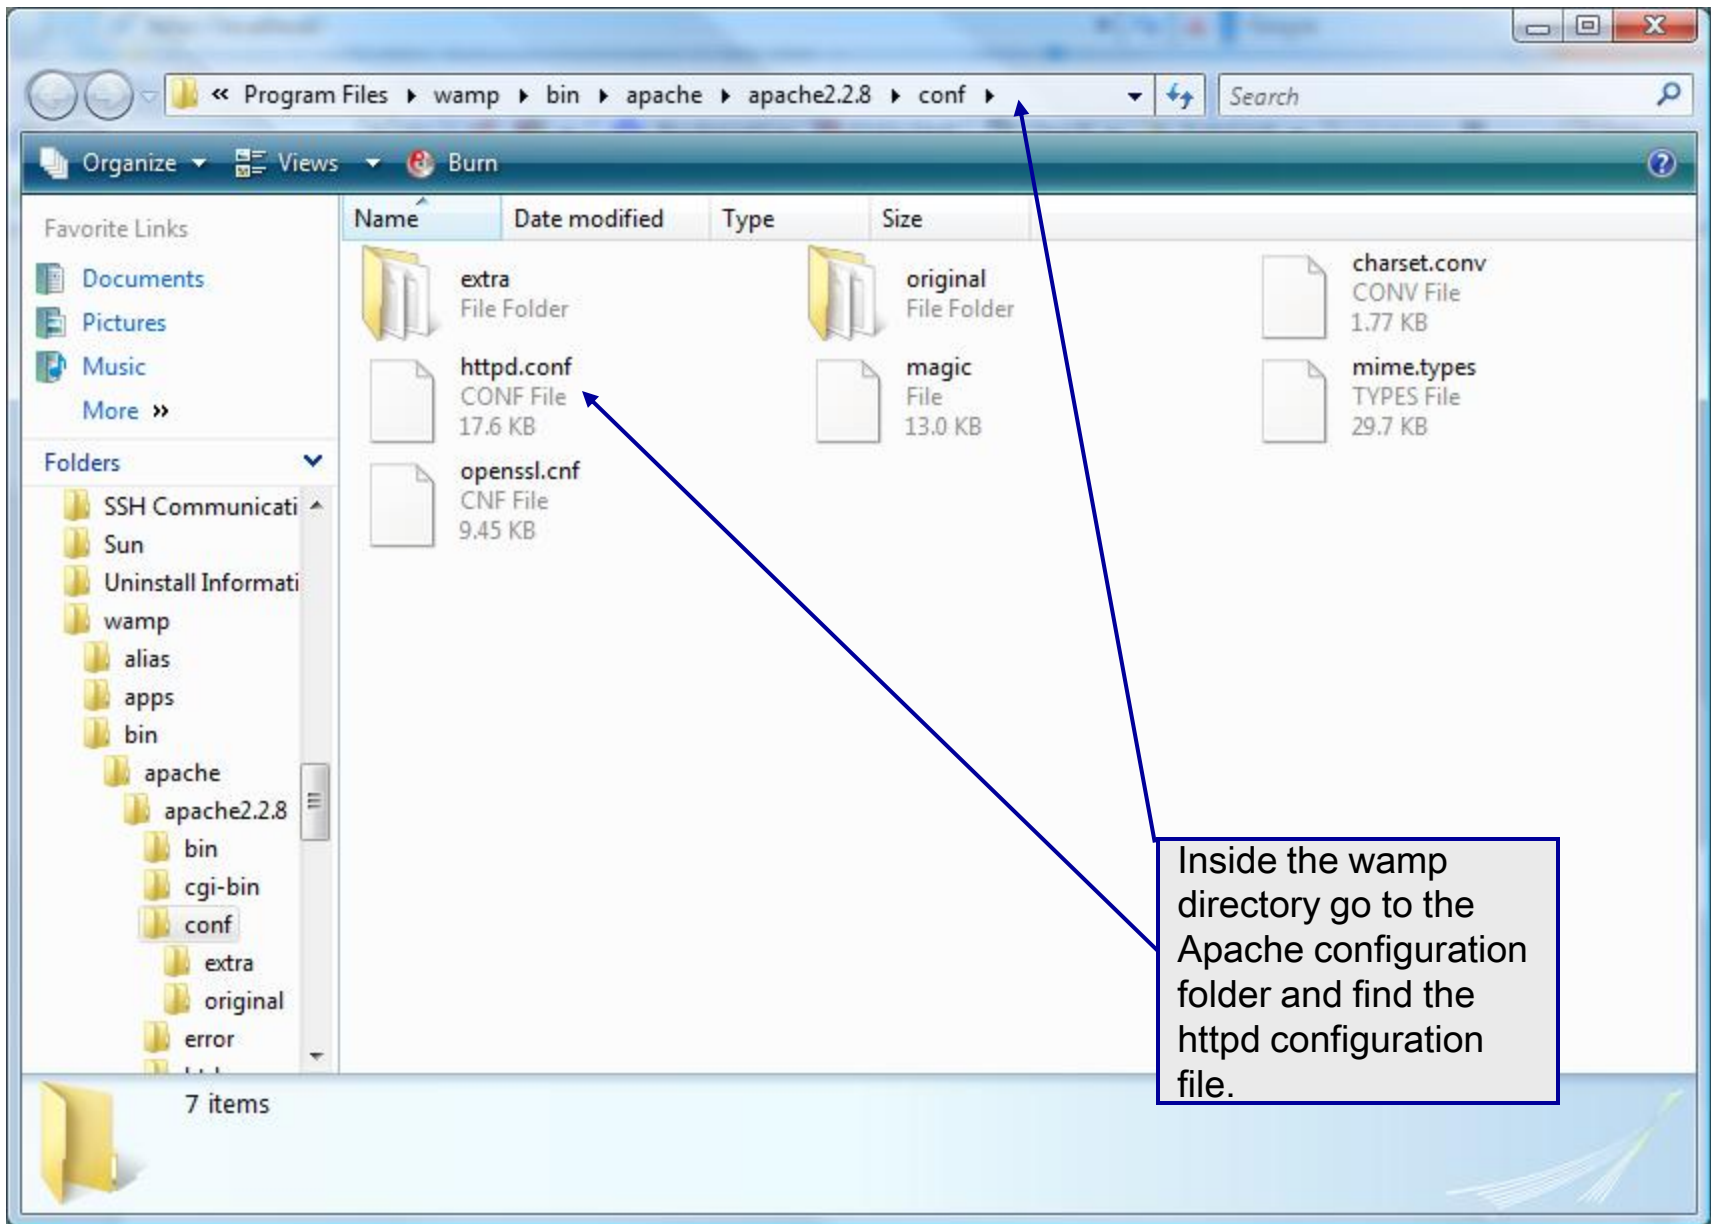 « Program Files wamp bin apache apache2.2.8 conf Search
Organize Views Burn
Favorite Links
Documents
Pictures
Music
More »
Folders
SSH Communicati
Sun
Uninstall Informati
wamp
alias
apps
bin
apache
apache2.2.8
bin
cgi-bin
conf
extra
original
error
Name Date modified Type Size
extra
File Folder
original
File Folder
charset.conv
CONV File
1.77 KB
httpd.conf
CONF File
17.6 KB
magic
File
13.0 KB
mime.types
TYPES File
29.7 KB
openssl.cnf
CNF File
9.45 KB
Inside the wamp
directory go to the
Apache configuration
folder and find the
httpd configuration
file.
7 items